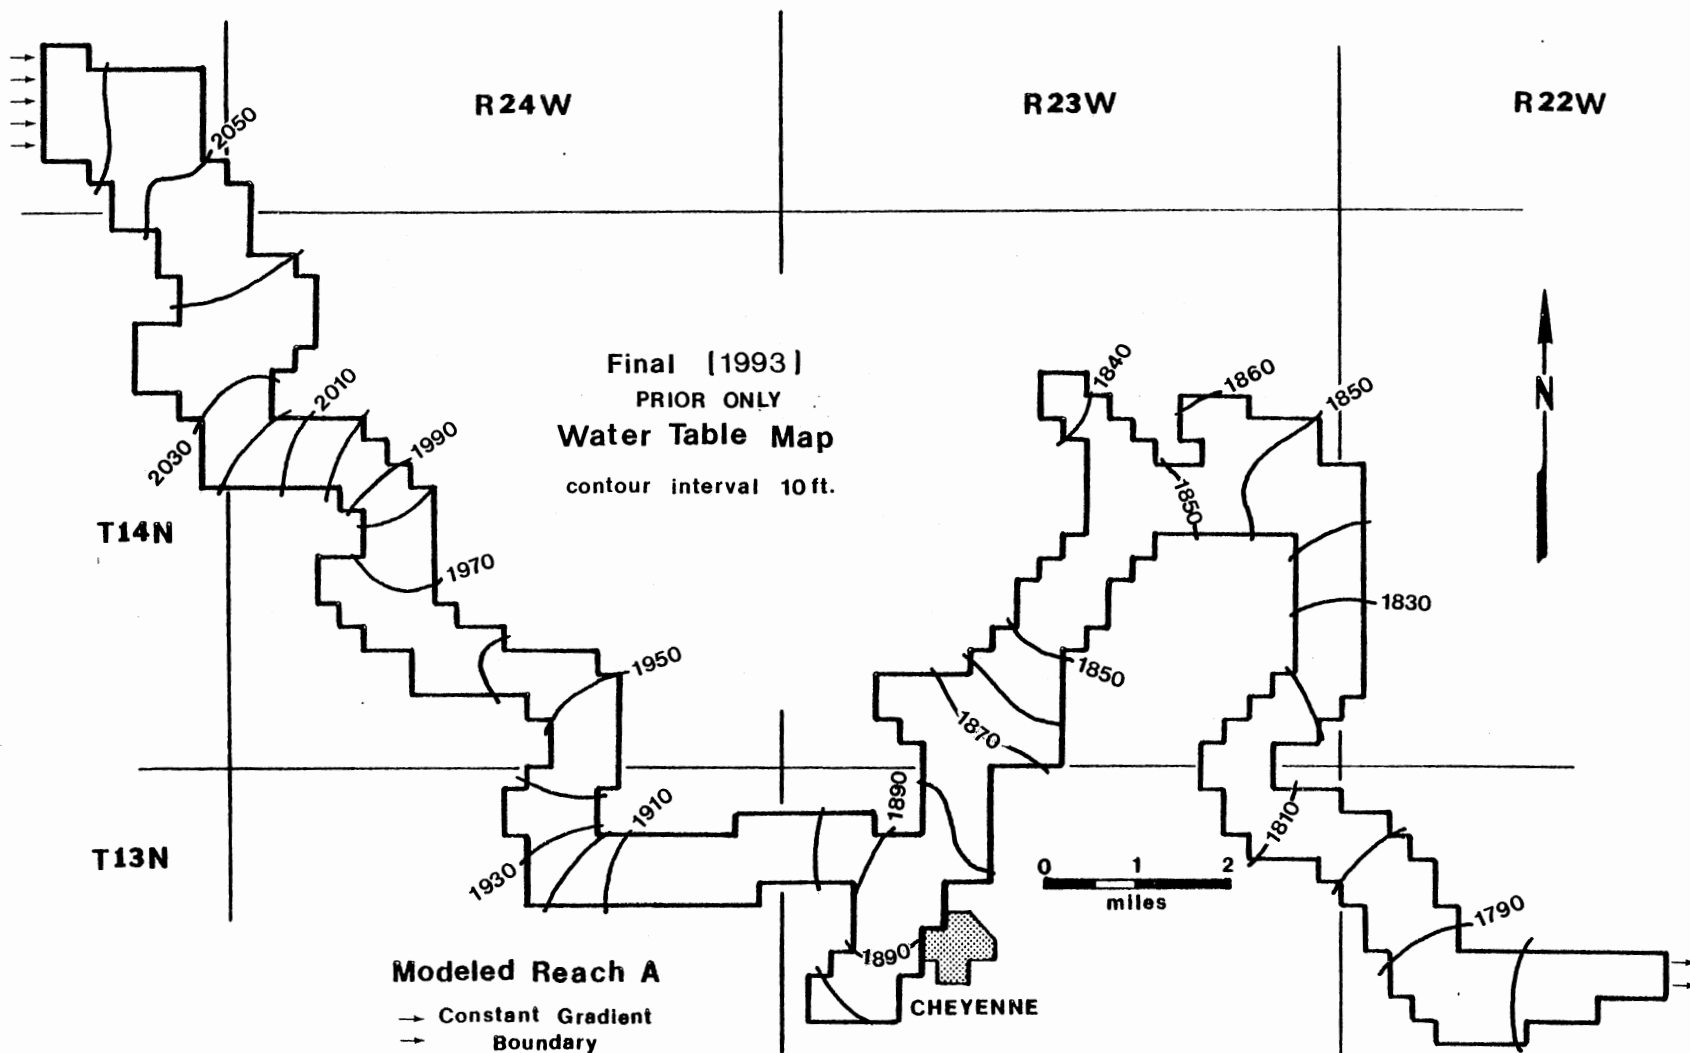 R24W
R23W
R22W
2050
Final (1993)
PRIOR ONLY
Water Table Map
contour interval 10 ft.
N
1840
1860
1850
2010
1990
2030
1850
T14N
1970
1830
1950
1850
1870
1890
1910
1810
T13N
1930
0 1 2
miles
1790
1890
CHEYENNE
Modeled Reach A
Constant Gradient
Boundary